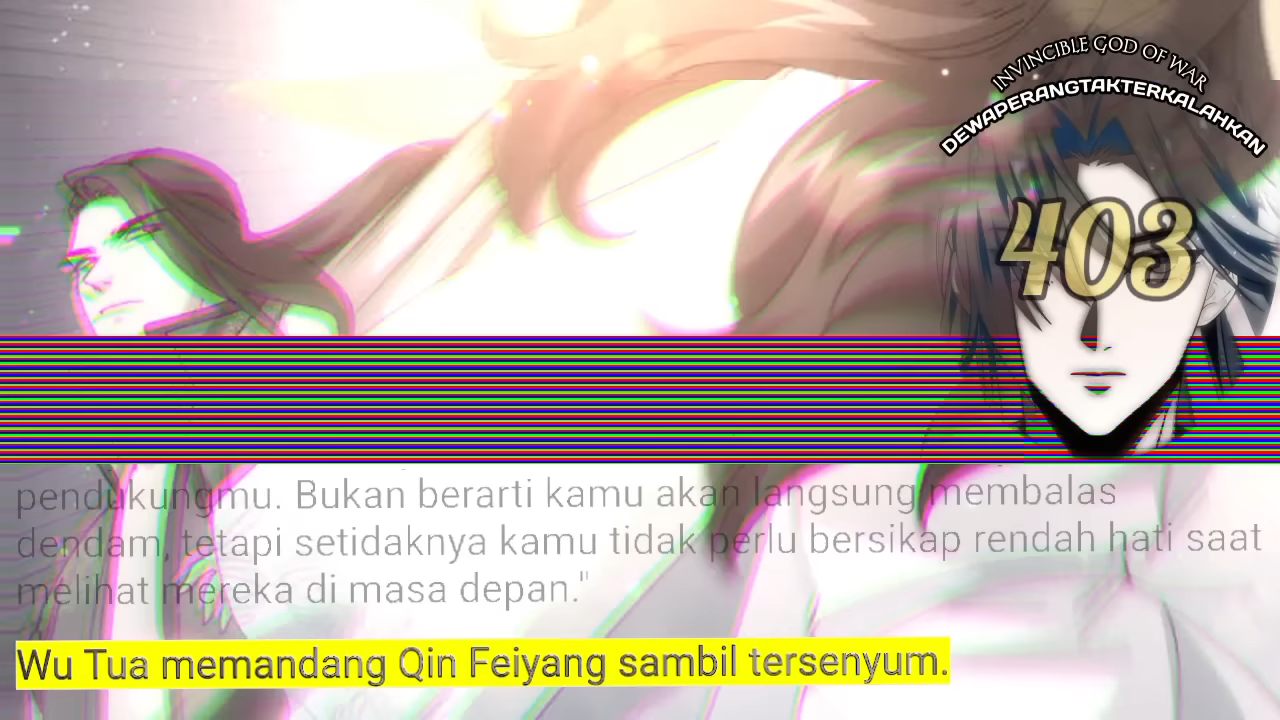 INVINCIBLE GOD OF WAR
DEWAPERANGTAKTERKALAHKAN
403
pendukungmu. Bukan berarti kamu akan langsung membalas
dendam, tetapi setidaknya kamu tidak perlu bersikap rendah hati saat
melihat mereka di masa depan."
Wu Tua memandang Qin Feiyang sambil tersenyum.